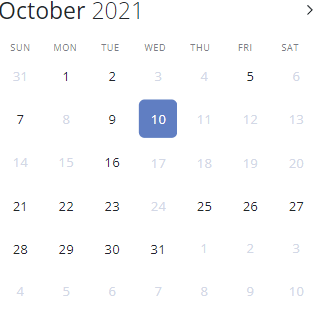 October 2021
SUN MON TUE WED THU FRI SAT
31 1 2 3 4 5 6
7 8 9 10 11 12 13
14 15 16 17 18 19 20
21 22 23 24 25 26 27
28 29 30 31 1 2 3
4 5 6 7 8 9 10